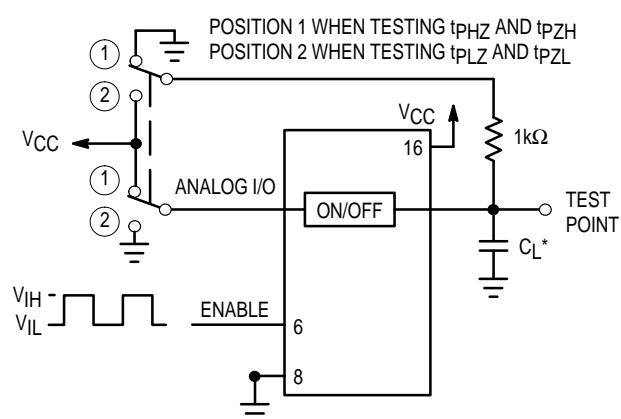 POSITION 1 WHEN TESTING tPHZ AND tPZH
POSITION 2 WHEN TESTING tPLZ AND tPZL
1
2
VCC
VCC
16
1kΩ
1
2
ANALOG I/O
ON/OFF
TEST
POINT
CL*
VIH
VIL
ENABLE
6
8